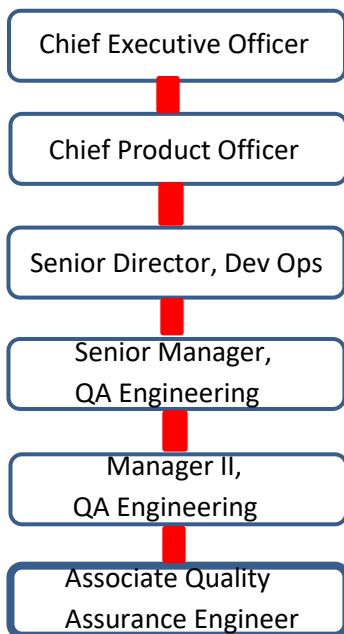 Chief Executive Officer
Chief Product Officer
Senior Director, Dev Ops
Senior Manager,
QA Engineering
Manager II,
QA Engineering
Associate Quality
Assurance Engineer